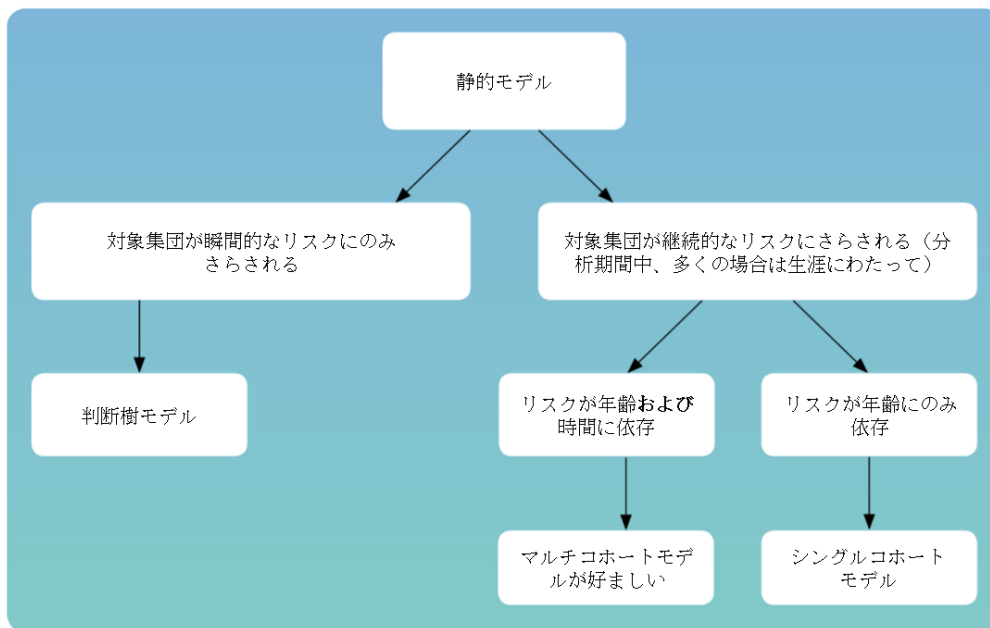 静的モデル
対象集団が瞬間的なリスクにのみ
さらされる
対象集団が継続的なリスクにさらされる（分
析期間中、多くの場合は生涯にわたって）
判断樹モデル
リスクが年齢および
時間に依存
リスクが年齢にのみ
依存
マルチコホートモデ
ルが好ましい
シングルコホート
モデル